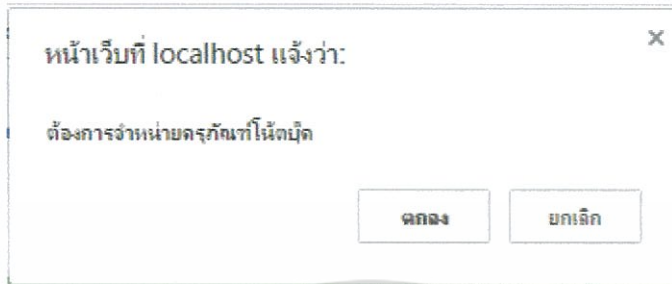 หน้าเว็บที่ localhost แจ้งว่า:
ต้องการจำหน่ายครุภัณฑ์โน้ตบุ๊ค
ตกลง
ยกเลิก